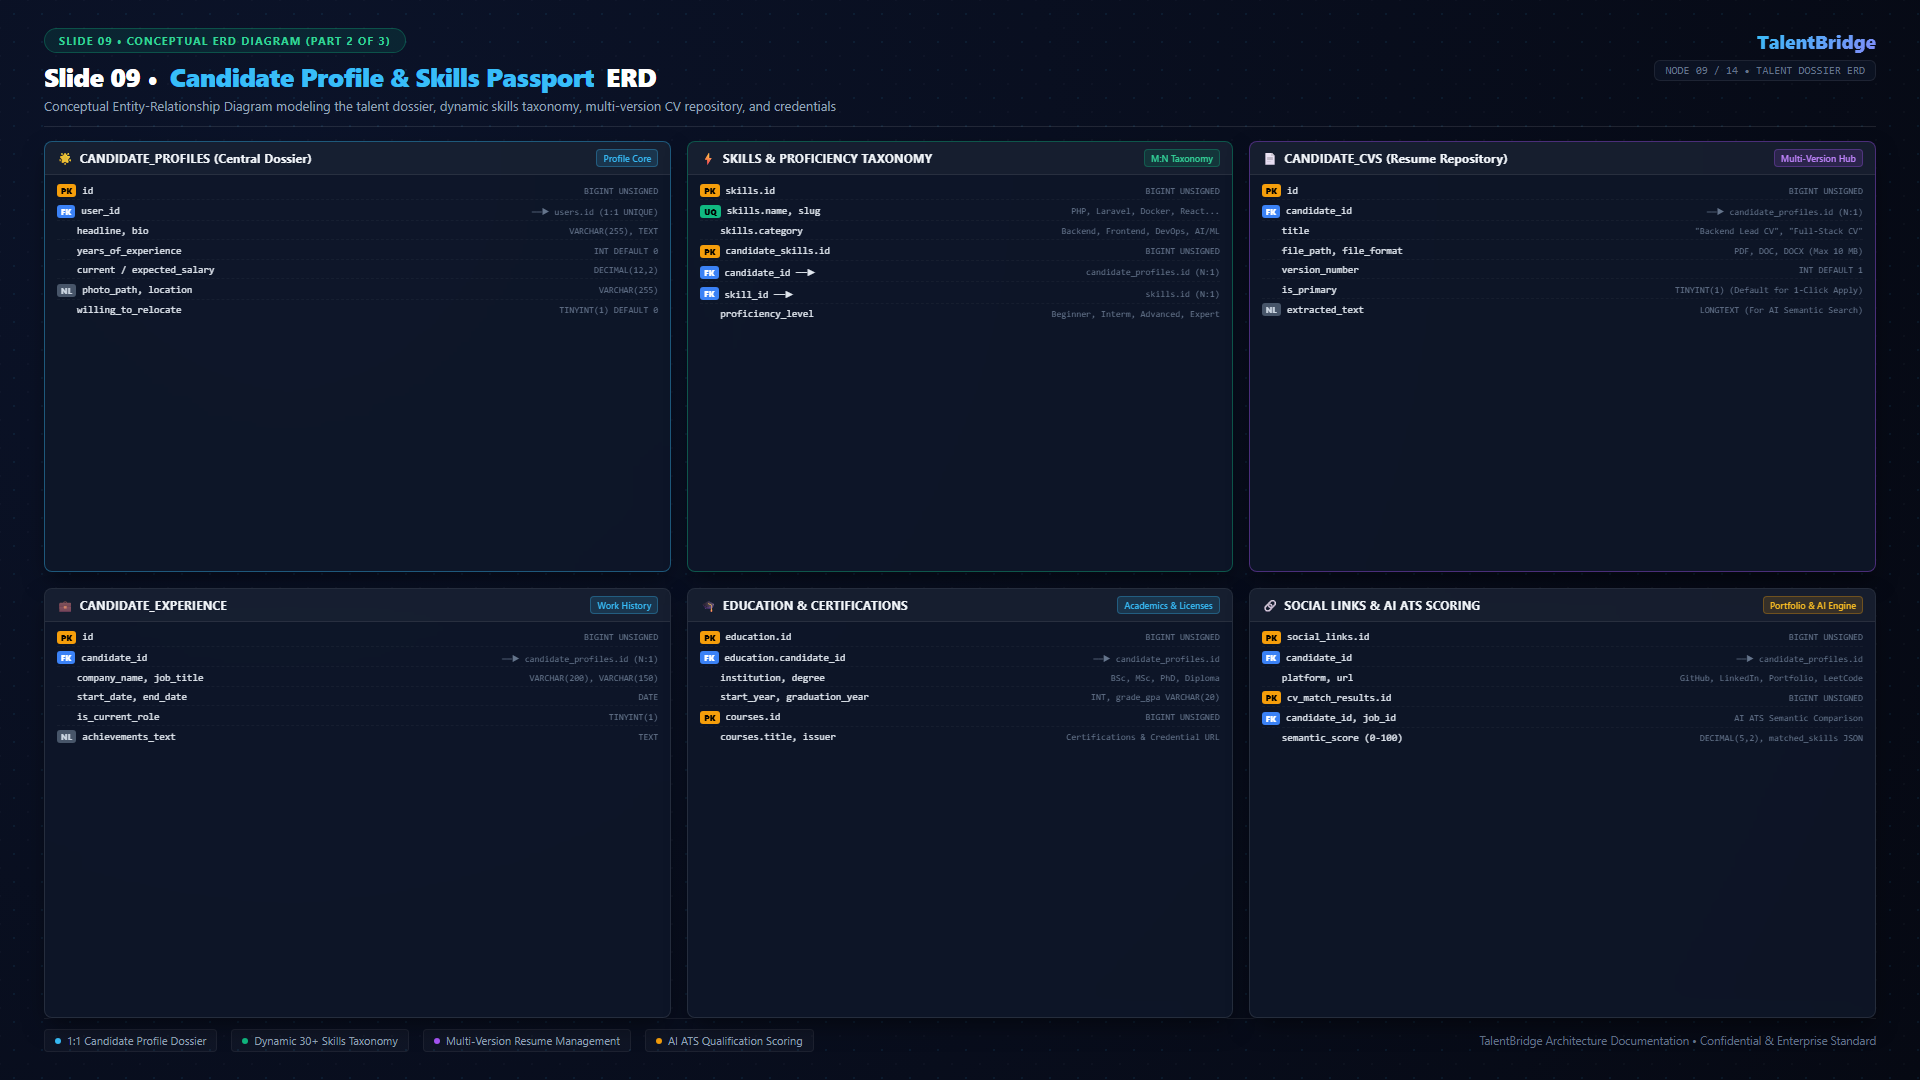 SLIDE 09 • CONCEPTUAL ERD DIAGRAM (PART 2 OF 3)
Slide 09 • Candidate Profile & Skills Passport ERD
Conceptual Entity-Relationship Diagram modeling the talent dossier, dynamic skills taxonomy, multi-version CV repository, and credentials
TalentBridge
NODE 09 / 14 • TALENT DOSSIER ERD
CANDIDATE_PROFILES (Central Dossier) Profile Core
PK id BIGINT UNSIGNED
FK user_id ──▶ users.id (1:1 UNIQUE)
headline, bio VARCHAR(255), TEXT
years_of_experience INT DEFAULT 0
current / expected_salary DECIMAL(12,2)
NL photo_path, location VARCHAR(255)
willing_to_relocate TINYINT(1) DEFAULT 0
SKILLS & PROFICIENCY TAXONOMY M:N Taxonomy
PK skills.id BIGINT UNSIGNED
UQ skills.name, slug PHP, Laravel, Docker, React...
skills.category Backend, Frontend, DevOps, AI/ML
PK candidate_skills.id BIGINT UNSIGNED
FK candidate_id ──▶ candidate_profiles.id (N:1)
FK skill_id ──▶ skills.id (N:1)
proficiency_level Beginner, Interm, Advanced, Expert
CANDIDATE_CVS (Resume Repository) Multi-Version Hub
PK id BIGINT UNSIGNED
FK candidate_id ──▶ candidate_profiles.id (N:1)
title "Backend Lead CV", "Full-Stack CV"
file_path, file_format PDF, DOC, DOCX (Max 10 MB)
version_number INT DEFAULT 1
is_primary TINYINT(1) (Default for 1-Click Apply)
NL extracted_text LONGTEXT (For AI Semantic Search)
CANDIDATE_EXPERIENCE Work History
PK id BIGINT UNSIGNED
FK candidate_id ──▶ candidate_profiles.id (N:1)
company_name, job_title VARCHAR(200), VARCHAR(150)
start_date, end_date DATE
is_current_role TINYINT(1)
NL achievements_text TEXT
EDUCATION & CERTIFICATIONS Academics & Licenses
PK education.id BIGINT UNSIGNED
FK education.candidate_id ──▶ candidate_profiles.id
institution, degree BSc, MSc, PhD, Diploma
start_year, graduation_year INT, grade_gpa VARCHAR(20)
PK courses.id BIGINT UNSIGNED
courses.title, issuer Certifications & Credential URL
SOCIAL LINKS & AI ATS SCORING Portfolio & AI Engine
PK social_links.id BIGINT UNSIGNED
FK candidate_id ──▶ candidate_profiles.id
platform, url GitHub, LinkedIn, Portfolio, LeetCode
PK cv_match_results.id BIGINT UNSIGNED
FK candidate_id, job_id AI ATS Semantic Comparison
semantic_score (0-100) DECIMAL(5,2), matched_skills JSON
1:1 Candidate Profile Dossier
Dynamic 30+ Skills Taxonomy
Multi-Version Resume Management
AI ATS Qualification Scoring
TalentBridge Architecture Documentation • Confidential & Enterprise Standard